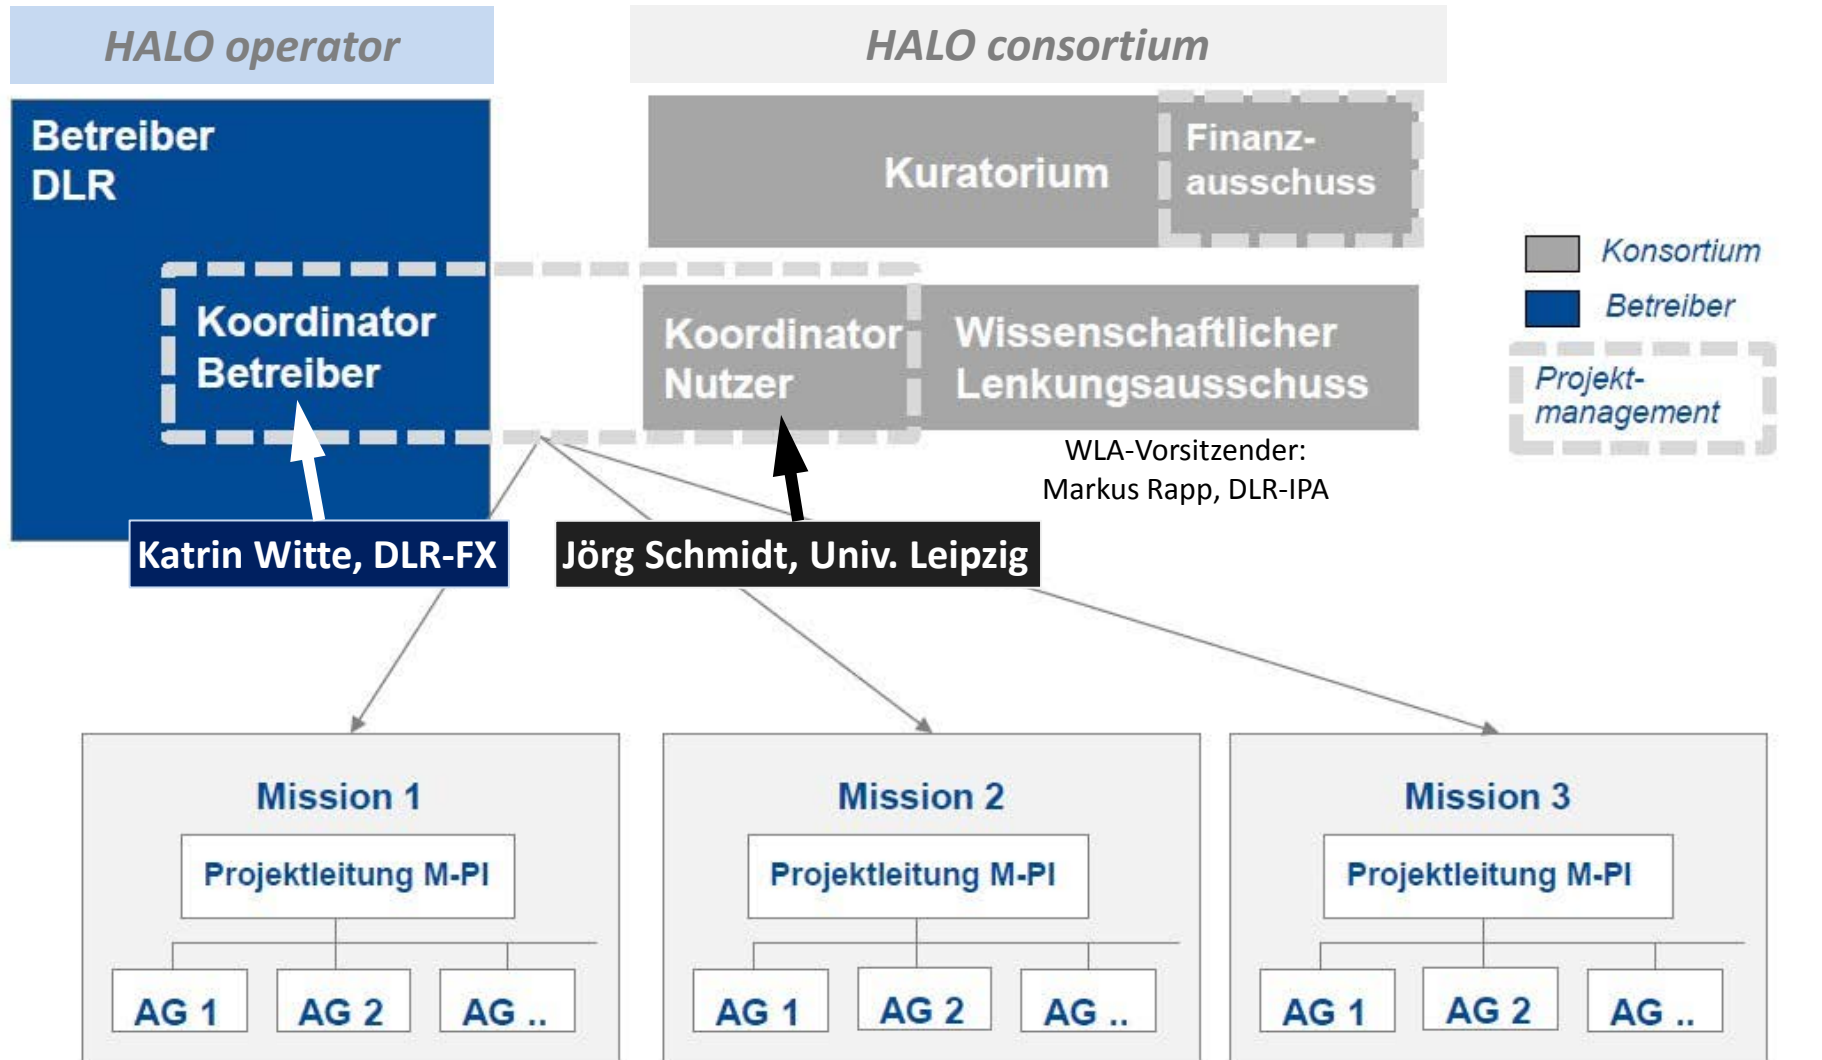 HALO operator
HALO consortium
Betreiber
DLR
Kuratorium
Finanz-
ausschuss
Konsortium
Betreiber
Projekt-
management
Koordinator
Betreiber
Koordinator
Nutzer
Wissenschaftlicher
Lenkungsausschuss
WLA-Vorsitzender:
Markus Rapp, DLR-IPA
Katrin Witte, DLR-FX
Jörg Schmidt, Univ. Leipzig
Mission 1
Projektleitung M-PI
AG 1
AG 2
AG ..
Mission 2
Projektleitung M-PI
AG 1
AG 2
AG ..
Mission 3
Projektleitung M-PI
AG 1
AG 2
AG ..